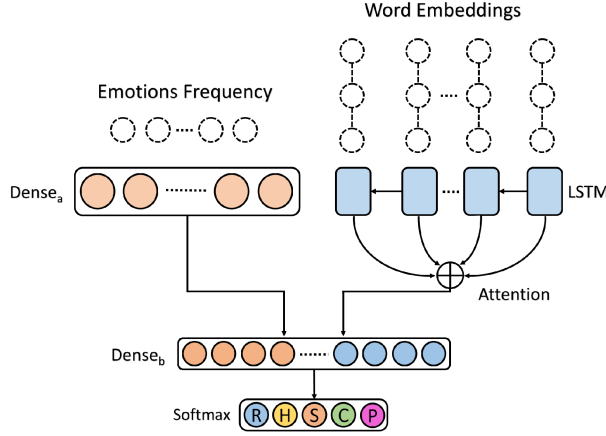 Word Embeddings
Emotions Frequency
Dense_a
LSTM
Attention
Dense_b
Softmax R H S C P